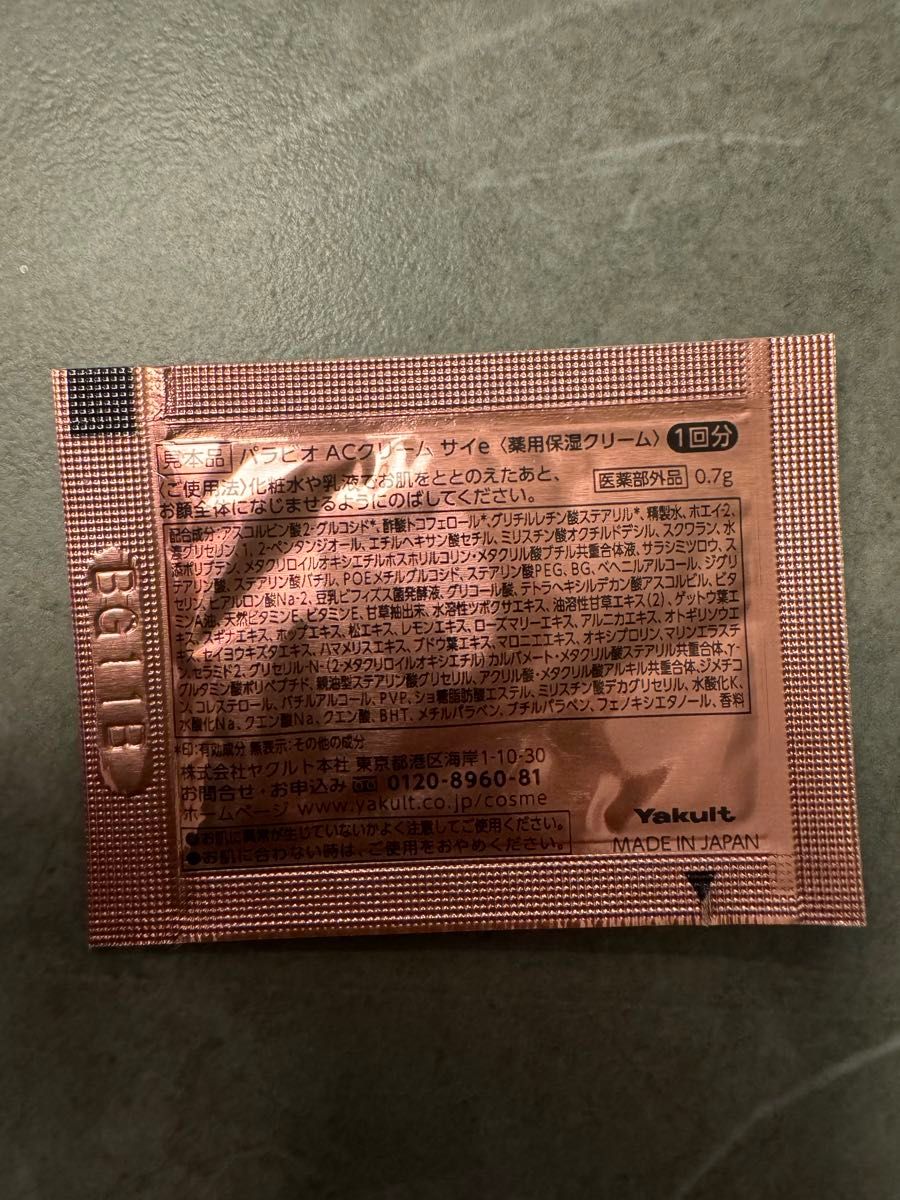 見本品 パラビオ ACクリーム サイe 〈薬用保湿クリーム〉 1回分
〈ご使用法〉化粧水や乳液でお肌をととのえたあと、 医薬部外品 0.7g
お顔全体になじませるようにのばしてください。
配合成分:アスコルビン酸2-グルコシド*、酢酸トコフェロール*、グリチルレチン酸ステアリル*、精製水、ホエイ-2、
濃グリセリン、1,2-ペンタンジオール、エチルヘキサン酸セチル、ミリスチン酸オクチルドデシル、スクワラン、水
添ポリブテン、メタクリロイルオキシエチルホスホリルコリン・メタクリル酸ブチル共重合体液、サラシミツロウ、ス
テアリン酸、ステアリン酸バチル、POEメチルグルコシド、ステアリン酸PEG、BG、ベヘニルアルコール、ジグリ
セリン、ヒアルロン酸Na-2、豆乳ビフィズス菌発酵液、グリコール酸、テトラヘキシルデカン酸アスコルビル、ビタ
ミンA油、天然ビタミンE、ビタミンE、甘草抽出末、水溶性ツボクサエキス、油溶性甘草エキス(2)、ゲットウ葉エ
キス、スギナエキス、ホップエキス、松エキス、レモンエキス、ローズマリーエキス、アルニカエキス、オトギリソウエ
キス、セイヨウキズタエキス、ハマメリスエキス、ブドウ葉エキス、マロニエエキス、オキシプロリン、マリンエラスチ
ン、セラミド2、グリセリル-N-(2-メタクリロイルオキシエチル)カルバメート・メタクリル酸ステアリル共重合体、γ-
グルタミン酸ポリペプチド、親油型ステアリン酸グリセリル、アクリル酸・メタクリル酸アルキル共重合体、ジメチコ
ン、コレステロール、バチルアルコール、PVP、ショ糖脂肪酸エステル、ミリスチン酸デカグリセリル、水酸化K、
水酸化Na、クエン酸Na、クエン酸、BHT、メチルパラベン、ブチルパラベン、フェノキシエタノール、香料
*印:有効成分 無表示:その他の成分
株式会社ヤクルト本社 東京都港区海岸1-10-30
お問合せ・お申込み 0120-8960-81
ホームページ www.yakult.co.jp/cosme
●お肌に異常が生じていないかよく注意してご使用ください。
●お肌に合わない時は、ご使用をおやめください。
Yakult
MADE IN JAPAN
BG11B